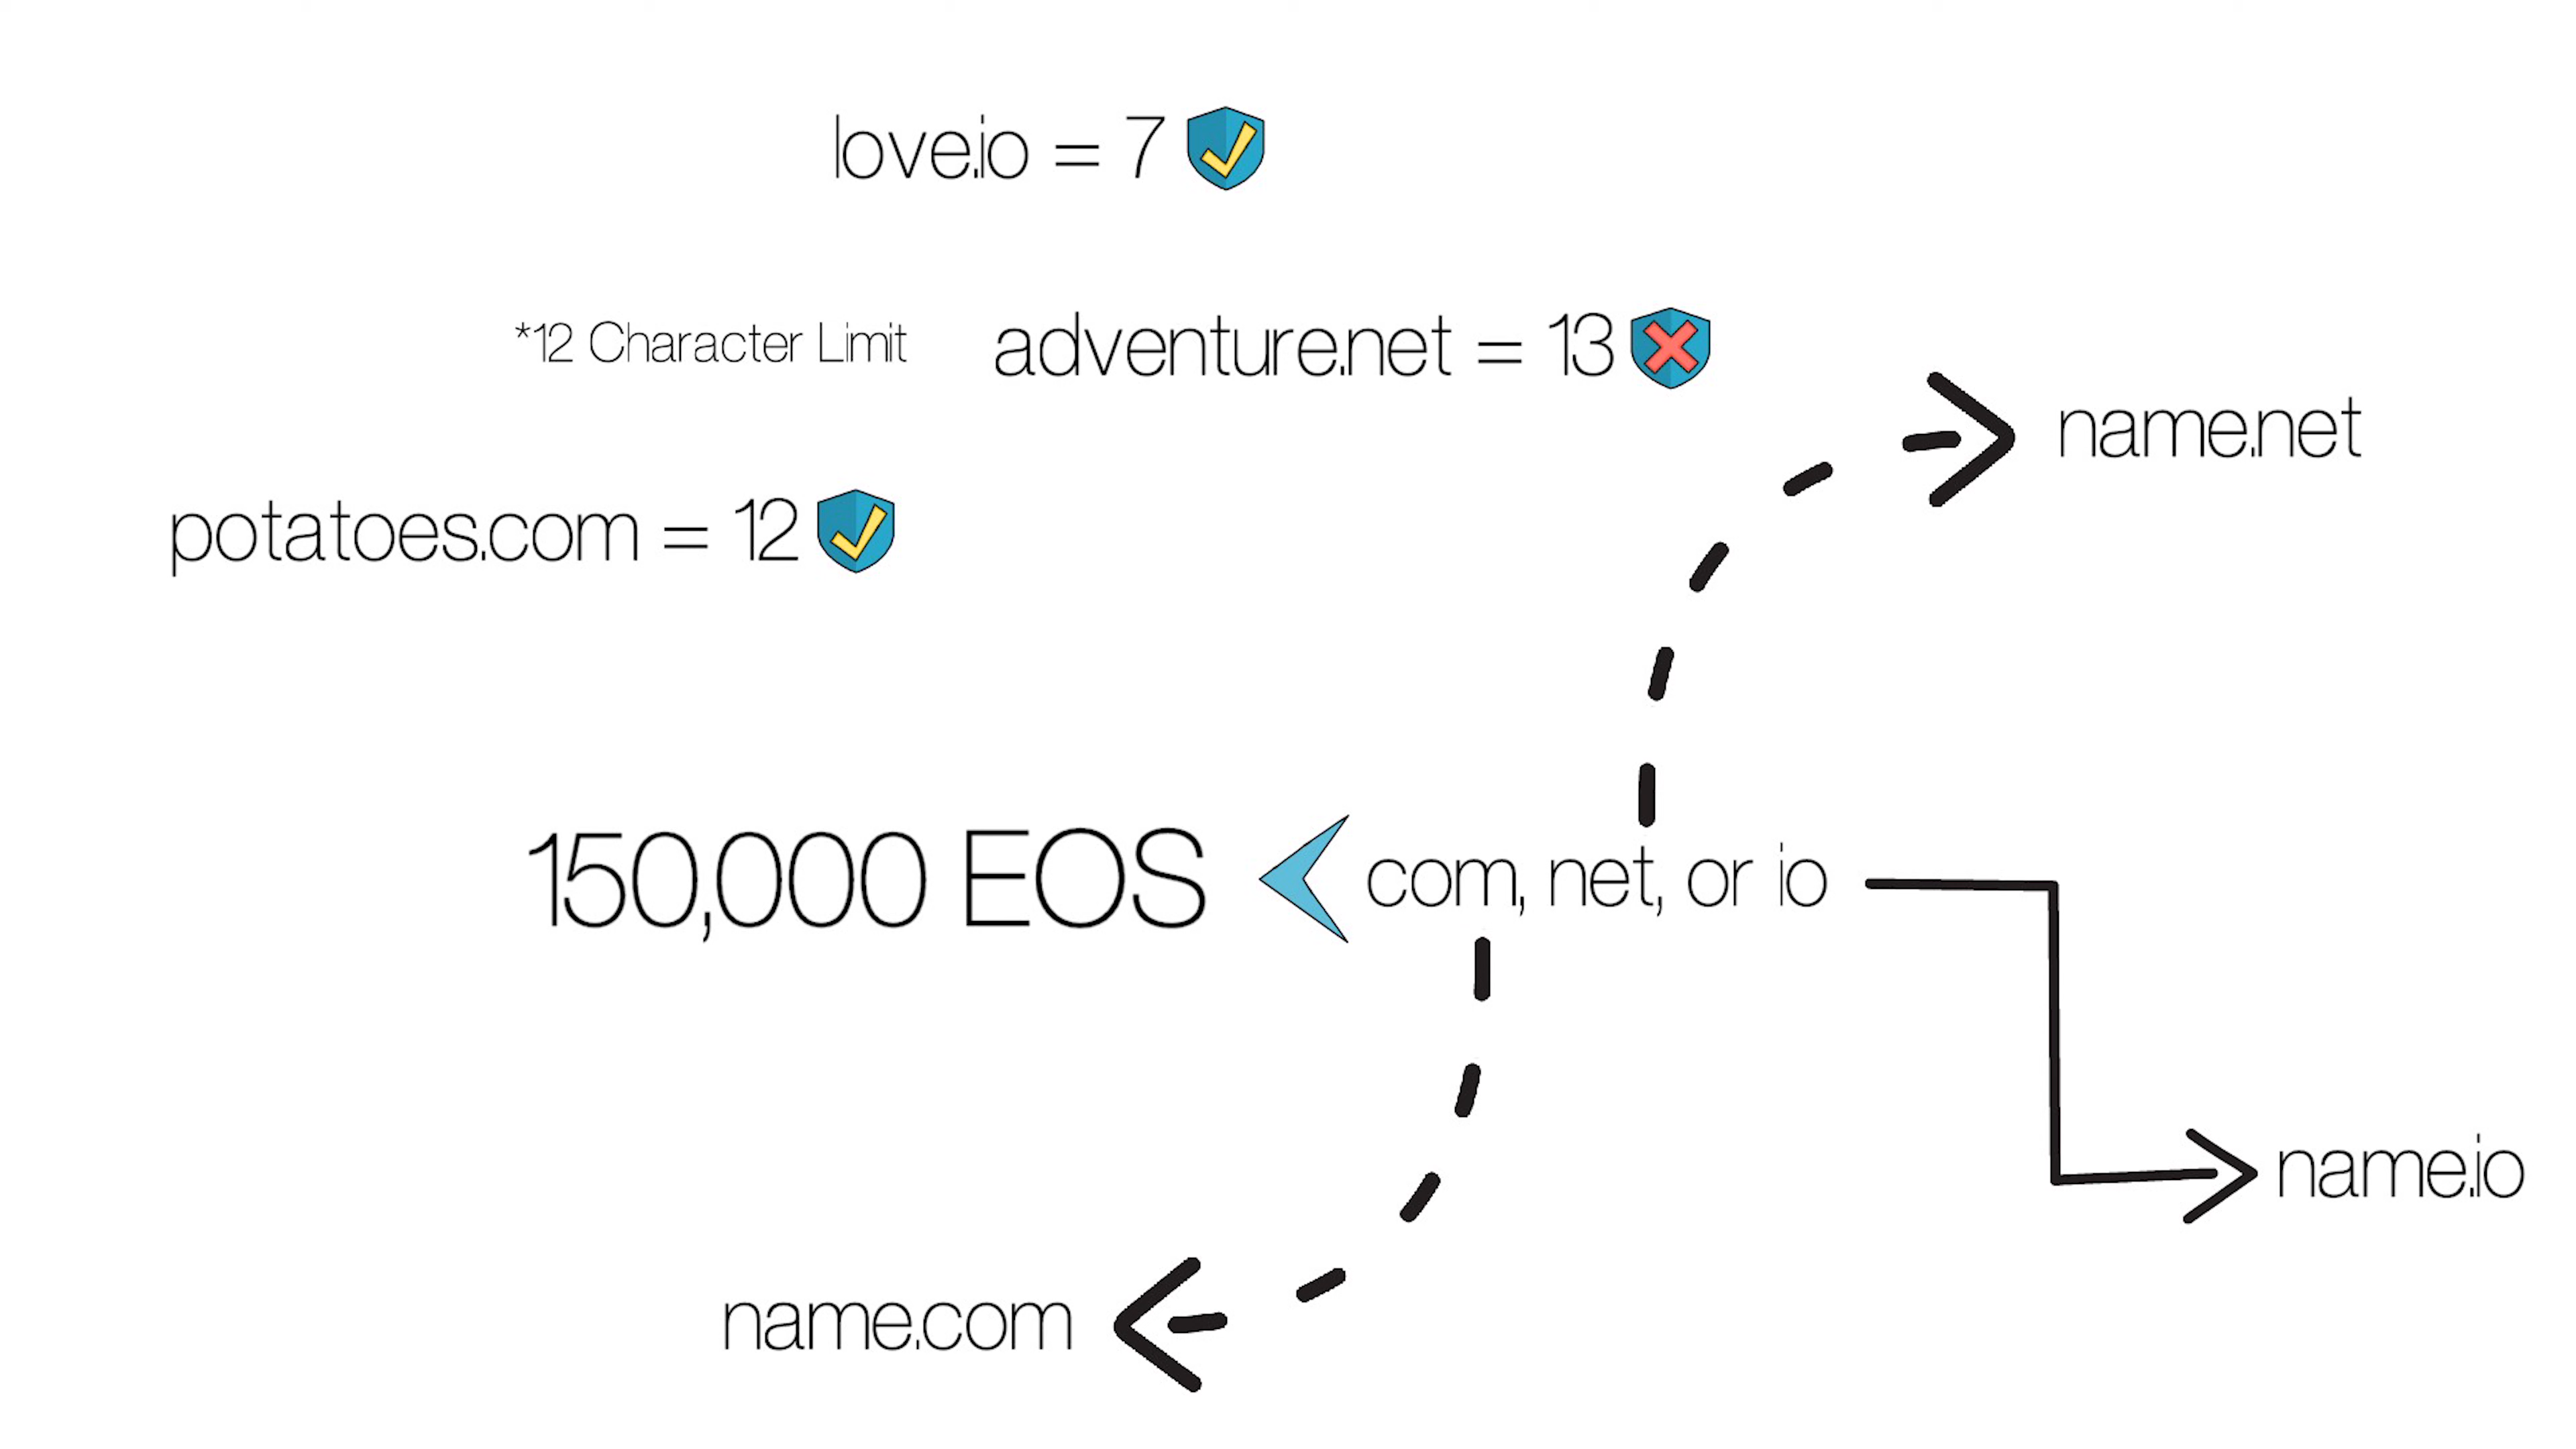 love.io = 7
*12 Character Limit
adventure.net = 13
name.net
potatoes.com = 12
150,000 EOS
com, net, or io
name.io
name.com